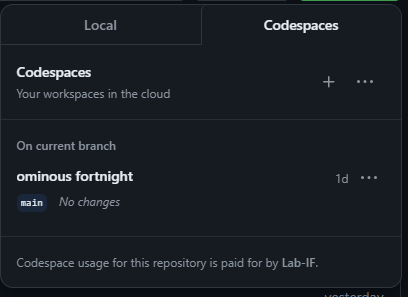 Local
Codespaces
Codespaces
Your workspaces in the cloud
On current branch
ominous fortnight
1d
main
No changes
Codespace usage for this repository is paid for by Lab-IF.
yesterday